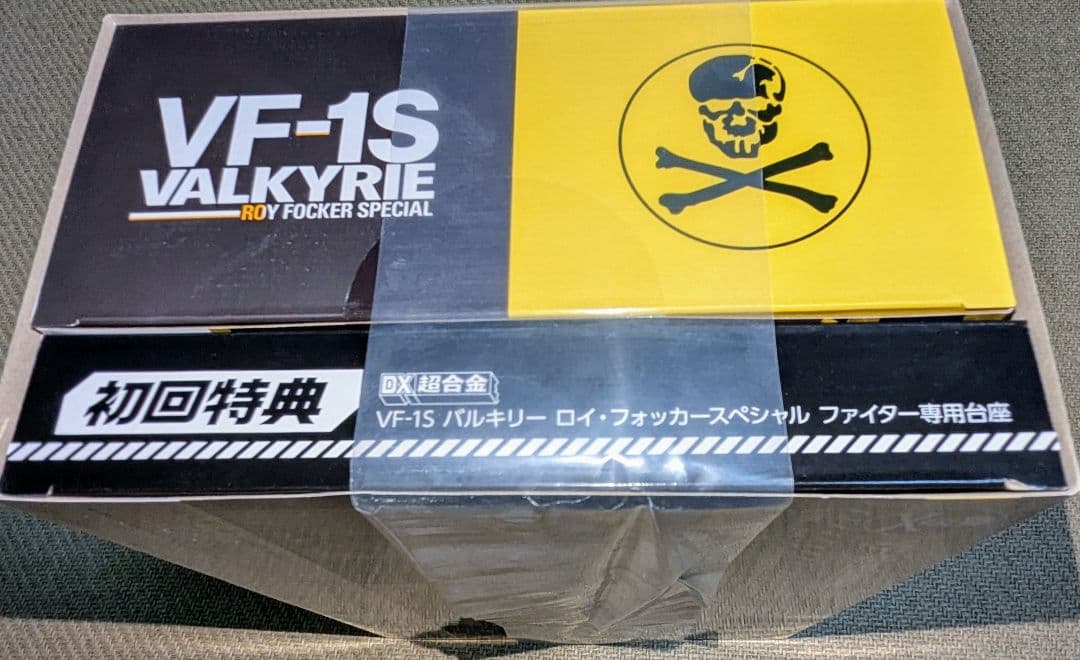 VF-1S
VALKYRIE
ROY FOCKER SPECIAL
初回特典
DX超合金
VF-1S バルキリー ロイ・フォッカースペシャル ファイター専用台座